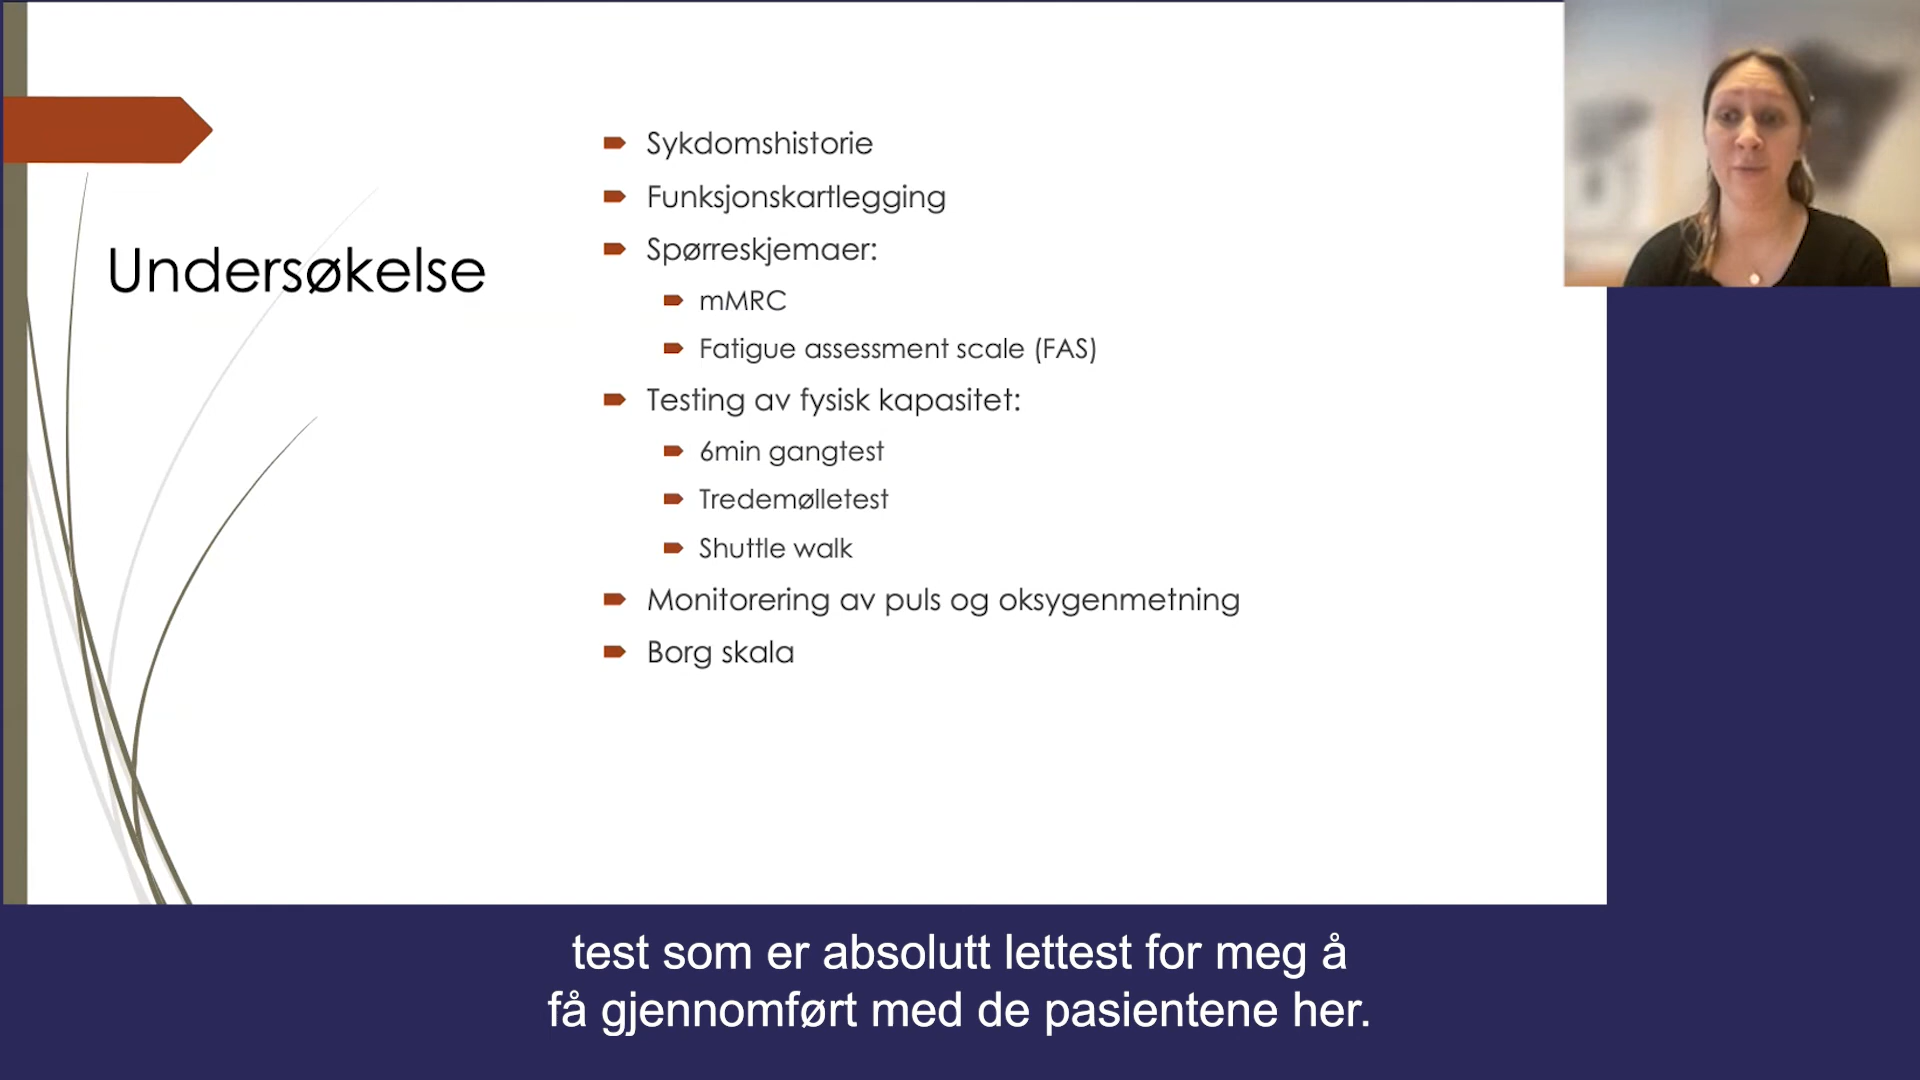 Undersøkelse
Sykdomshistorie
Funksjonskartlegging
Spørreskjemaer:
mMRC
Fatigue assessment scale (FAS)
Testing av fysisk kapasitet:
6min gangtest
Tredemølletest
Shuttle walk
Monitorering av puls og oksygenmetning
Borg skala
test som er absolutt lettest for meg å
få gjennomført med de pasientene her.